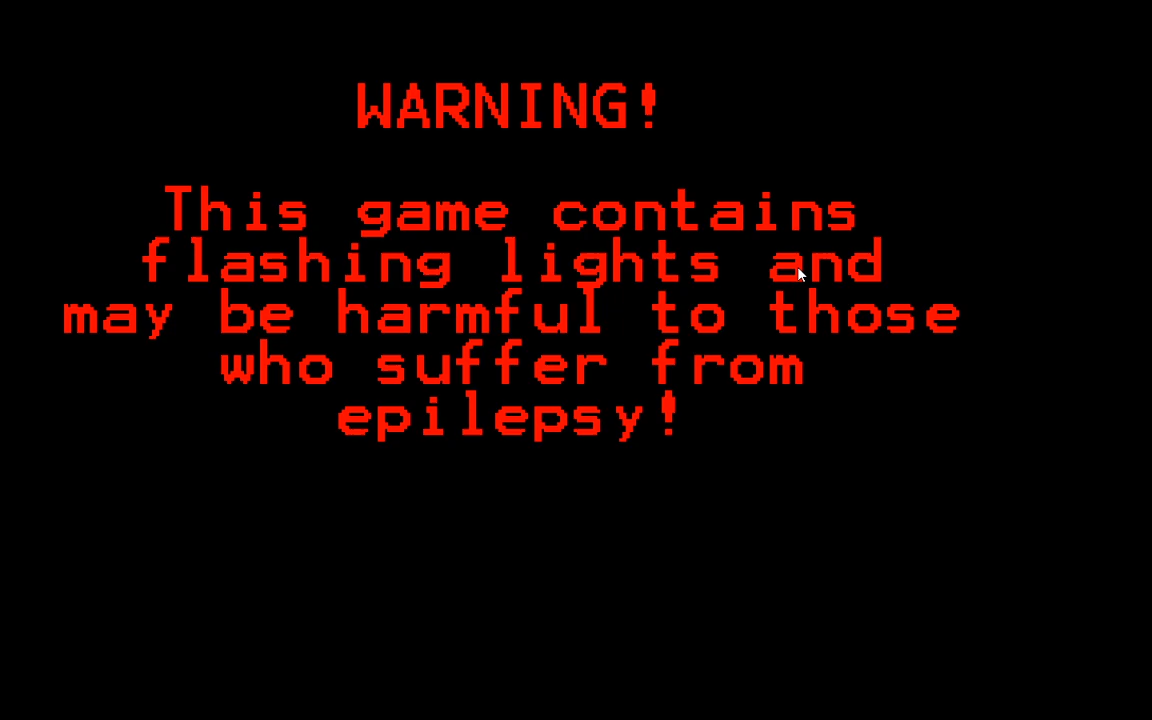 WARNING!
This game contains
flashing lights and
may be harmful to those
who suffer from
epilepsy!